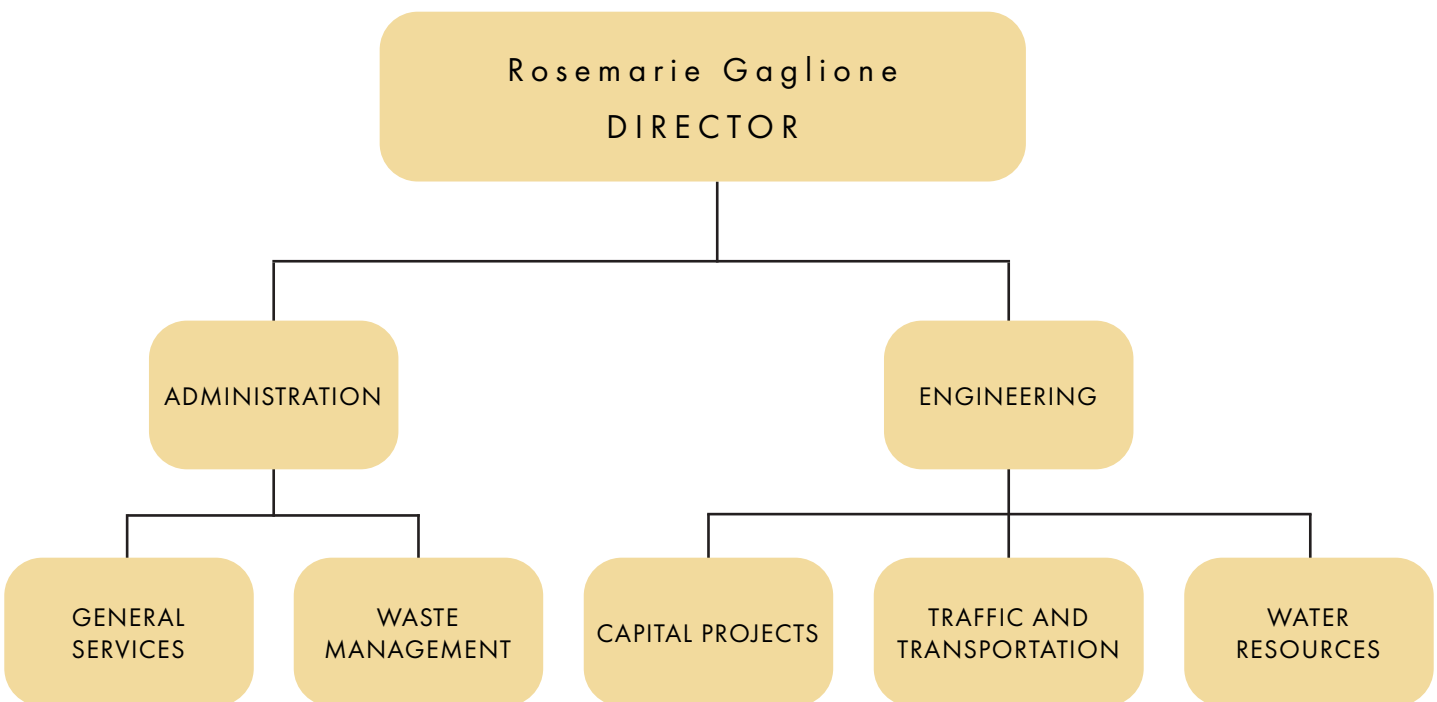 Rosemarie Gaglione
DIRECTOR
ADMINISTRATION
ENGINEERING
GENERAL
SERVICES
WASTE
MANAGEMENT
CAPITAL PROJECTS
TRAFFIC AND
TRANSPORTATION
WATER
RESOURCES